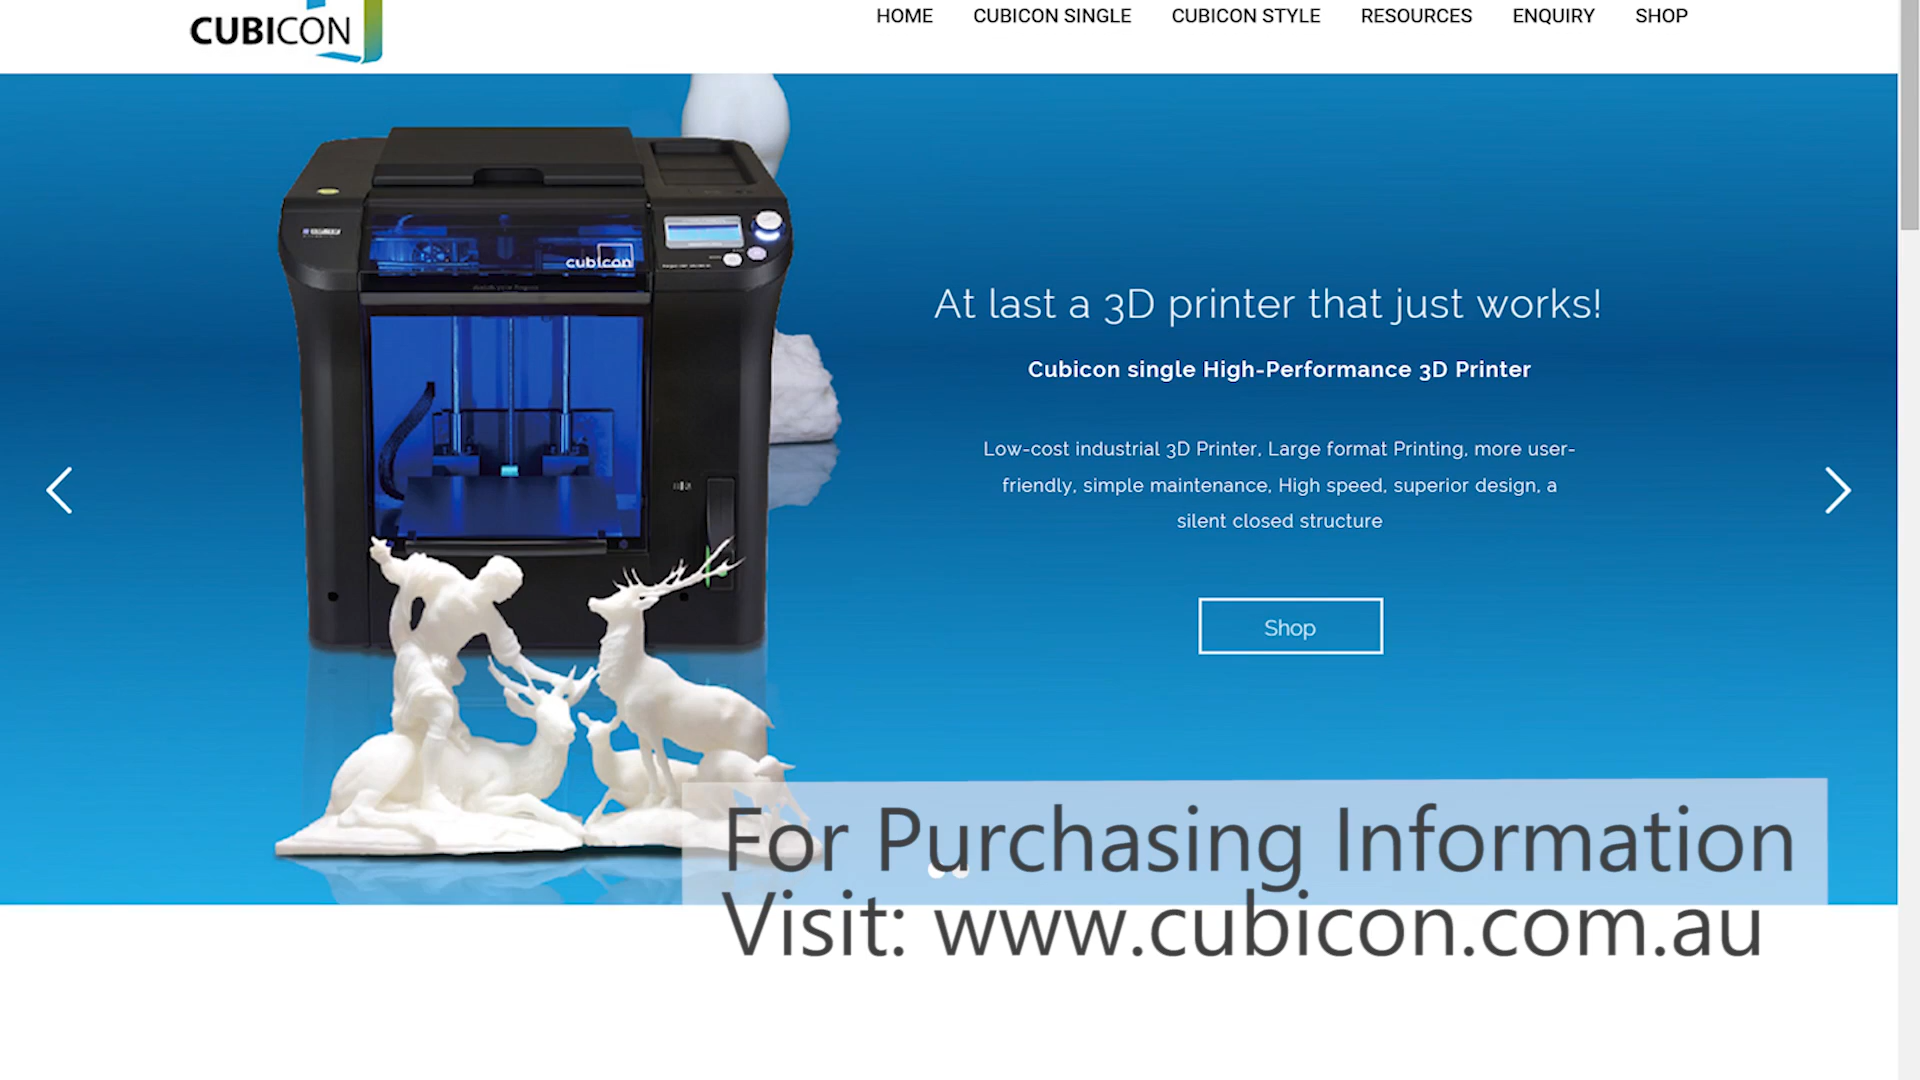 CUBICON
HOME CUBICON SINGLE CUBICON STYLE RESOURCES ENQUIRY SHOP
cubicon
At last a 3D printer that just works!
Cubicon single High-Performance 3D Printer
Low-cost industrial 3D Printer, Large format Printing, more user-
friendly, simple maintenance, High speed, superior design, a
silent closed structure
Shop
For Purchasing Information
Visit: www.cubicon.com.au